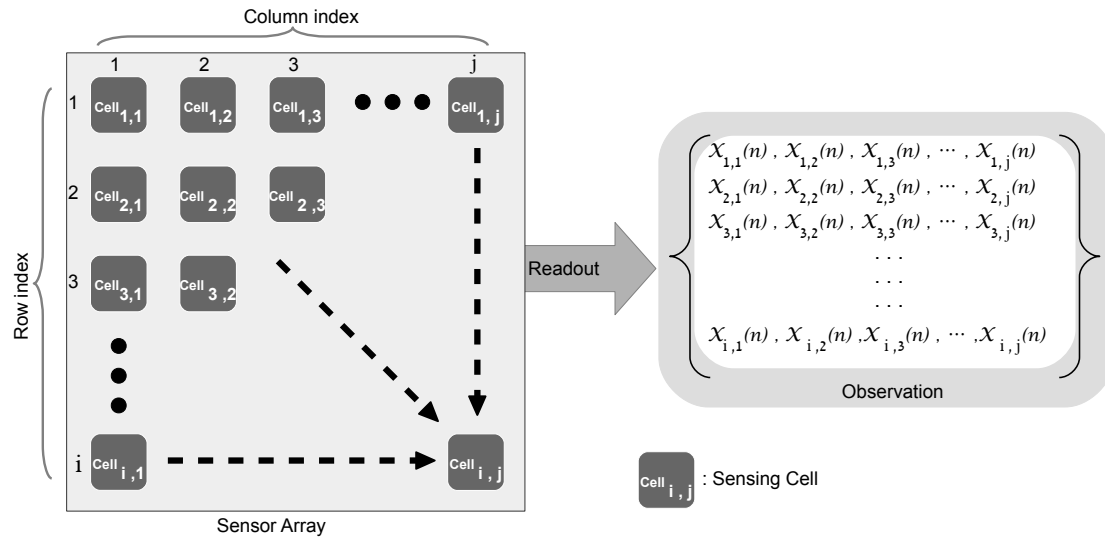 Column index
1 2 3 j
1 Cell1,1 Cell1,2 Cell1,3 Cell1, j
2 Cell2,1 Cell2 ,2 Cell2 ,3
3 Cell3,1 Cell3 ,2
i Cell i ,1 Cell i , j
Row index
Sensor Array
Readout
X1,1(n) , X1,2(n) , X1,3(n) , ··· , X1,j(n)
X2,1(n) , X2,2(n) , X2,3(n) , ··· , X2,j(n)
X3,1(n) , X3,2(n) , X3,3(n) , ··· , X3,j(n)
. . .
. . .
. . .
Xi ,1(n) , Xi ,2(n) ,Xi ,3(n) , ··· ,Xi , j(n)
Observation
Cell i , j : Sensing Cell